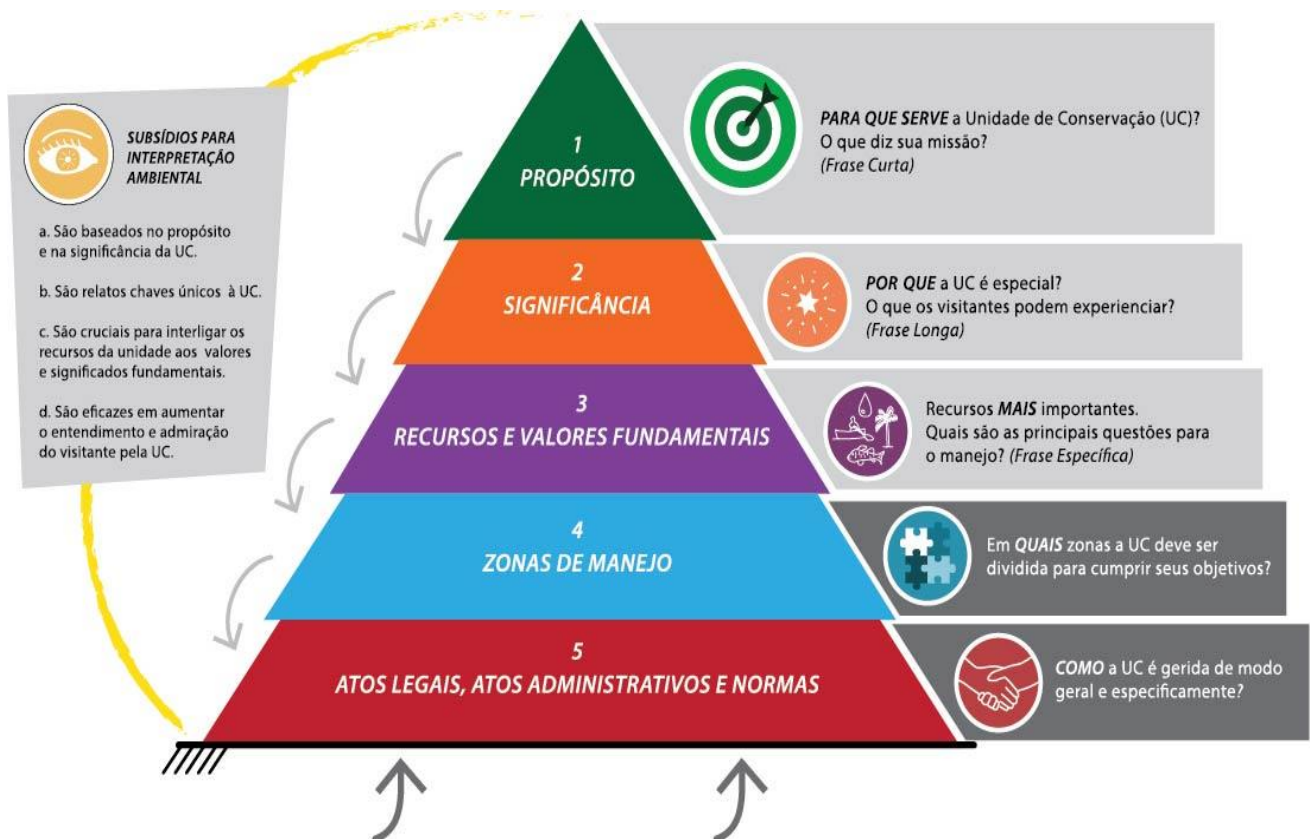 SUBSÍDIOS PARA
INTERPRETAÇÃO
AMBIENTAL
a. São baseados no propósito
e na significância da UC.
b. São relatos chaves únicos à UC.
c. São cruciais para interligar os
recursos da unidade aos valores
e significados fundamentais.
d. São eficazes em aumentar
o entendimento e admiração
do visitante pela UC.
1
PROPÓSITO
PARA QUE SERVE a Unidade de Conservação (UC)?
O que diz sua missão?
(Frase Curta)
2
SIGNIFICÂNCIA
POR QUE a UC é especial?
O que os visitantes podem experienciar?
(Frase Longa)
3
RECURSOS E VALORES FUNDAMENTAIS
Recursos MAIS importantes.
Quais são as principais questões para
o manejo? (Frase Específica)
4
ZONAS DE MANEJO
Em QUAIS zonas a UC deve ser
dividida para cumprir seus objetivos?
5
ATOS LEGAIS, ATOS ADMINISTRATIVOS E NORMAS
COMO a UC é gerida de modo
geral e especificamente?